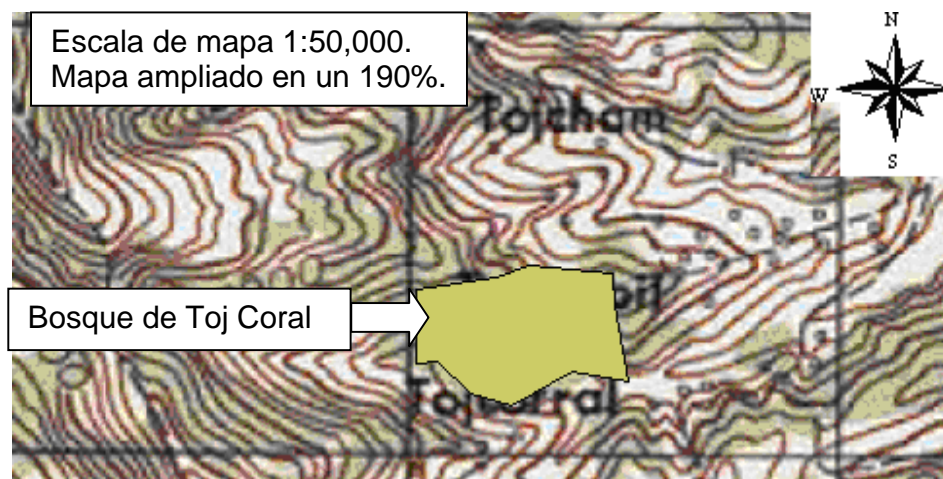 Escala de mapa 1:50,000.
Mapa ampliado en un 190%.
N
W
S
Tojcham
Bosque de Toj Coral
Tojcorral